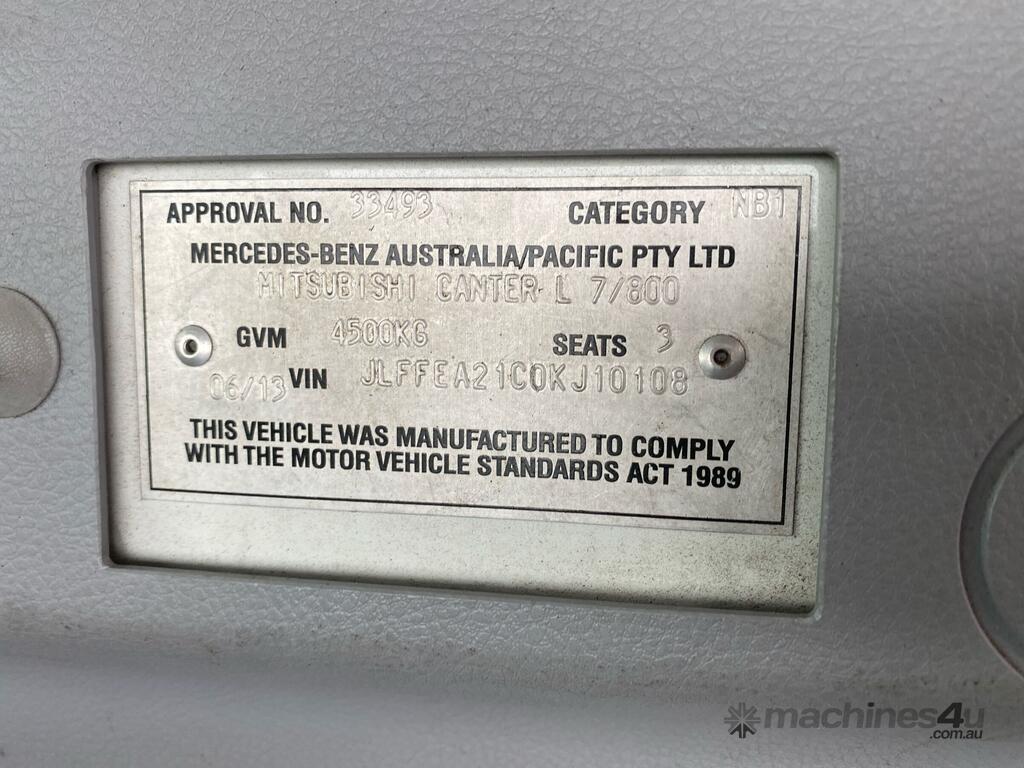 APPROVAL NO. 33493 CATEGORY NB1
MERCEDES-BENZ AUSTRALIA/PACIFIC PTY LTD
MITSUBISHI CANTER L 7/800
GVM 4500KG SEATS 3
06/13 VIN JLFFEA21C0KJ10108
THIS VEHICLE WAS MANUFACTURED TO COMPLY
WITH THE MOTOR VEHICLE STANDARDS ACT 1989
machines4u
.com.au